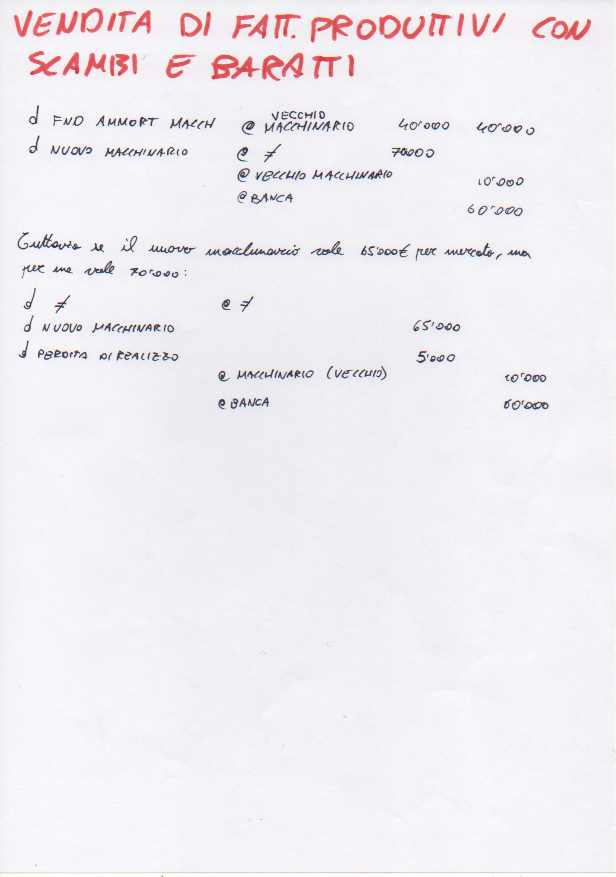 VENDITA DI FATT. PRODUTTIVI CON
SCAMBI E BARATTI
d FND AMMORT MACCH @ VECCHIO MACCHINARIO 40'000 40'000
d NUOVO MACCHINARIO @ ≠ 70000
@ VECCHIO MACCHINARIO 10'000
@ BANCA 60'000
Tuttavia se il nuovo macchinario vale 65'000€ per mercato, ma
per me vale 70'000:
d ≠ @ ≠
d NUOVO MACCHINARIO 65'000
d PERDITA DI REALIZZO 5'000
@ MACCHINARIO (VECCHIO) 10'000
@ BANCA 60'000